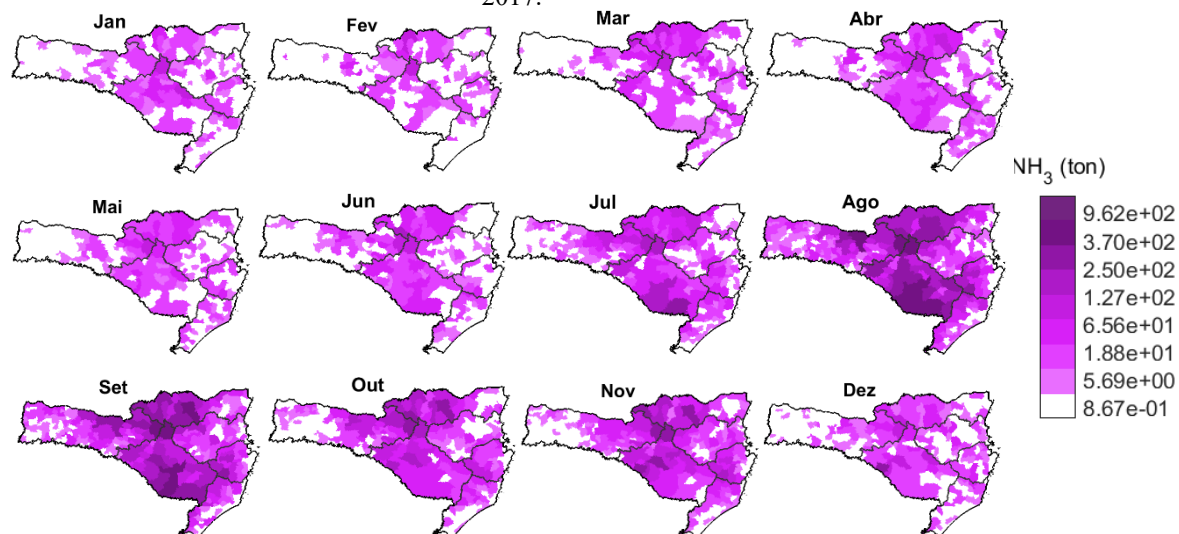 2017.
Jan
Fev
Mar
Abr
Mai
Jun
Jul
Ago
Set
Out
Nov
Dez
NH3 (ton)
9.62e+02
3.70e+02
2.50e+02
1.27e+02
6.56e+01
1.88e+01
5.69e+00
8.67e-01